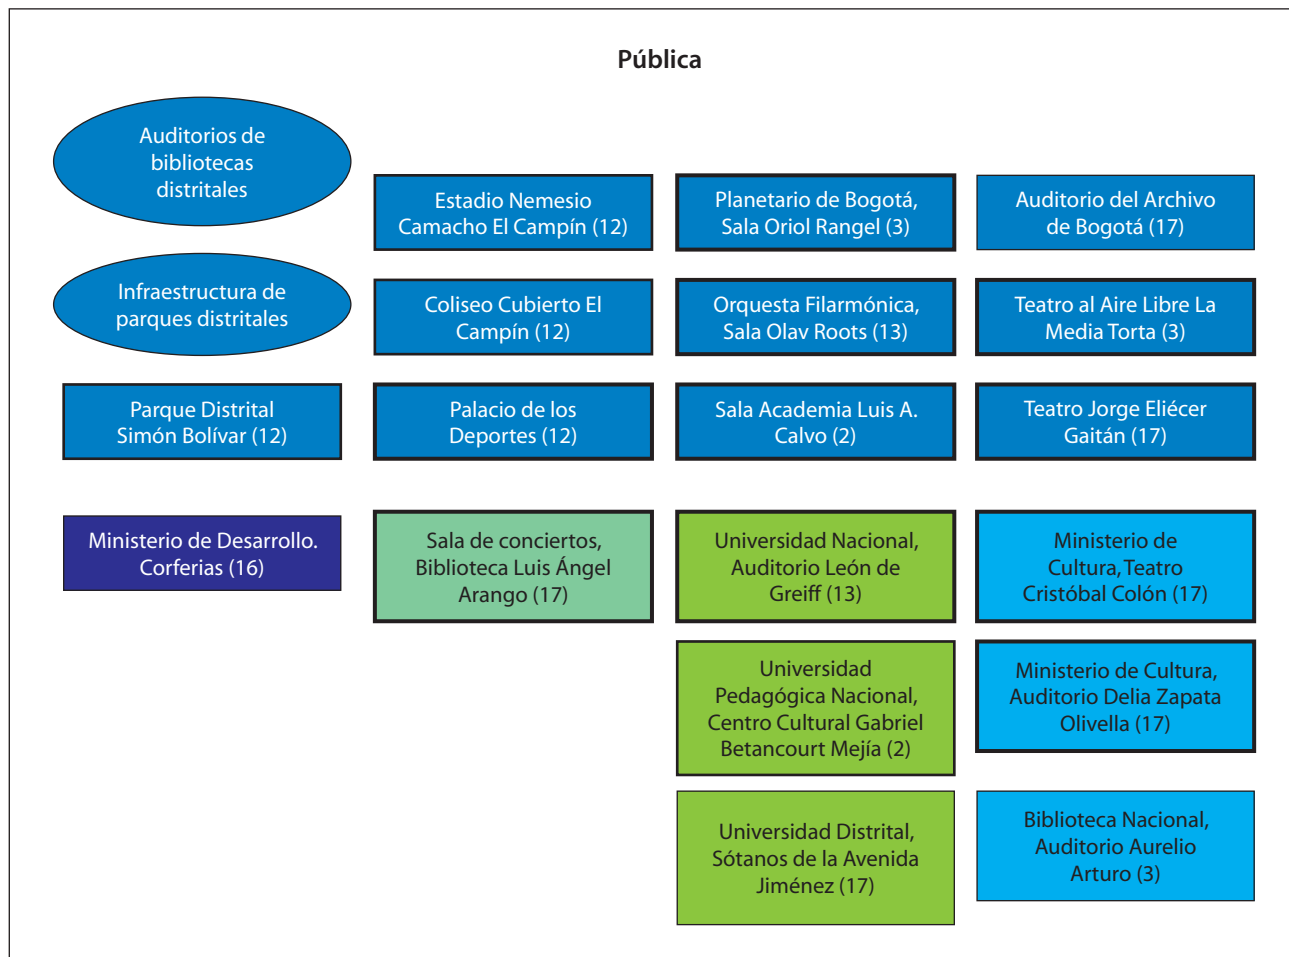 Pública
Auditorios de
bibliotecas
distritales
Estadio Nemesio
Camacho El Campín (12)
Planetario de Bogotá,
Sala Oriol Rangel (3)
Auditorio del Archivo
de Bogotá (17)
Infraestructura de
parques distritales
Coliseo Cubierto El
Campín (12)
Orquesta Filarmónica,
Sala Olav Roots (13)
Teatro al Aire Libre La
Media Torta (3)
Parque Distrital
Simón Bolívar (12)
Palacio de los
Deportes (12)
Sala Academia Luis A.
Calvo (2)
Teatro Jorge Eliécer
Gaitán (17)
Ministerio de Desarrollo.
Corferias (16)
Sala de conciertos,
Biblioteca Luis Ángel
Arango (17)
Universidad Nacional,
Auditorio León de
Greiff (13)
Ministerio de
Cultura, Teatro
Cristóbal Colón (17)
Universidad
Pedagógica Nacional,
Centro Cultural Gabriel
Betancourt Mejía (2)
Ministerio de Cultura,
Auditorio Delia Zapata
Olivella (17)
Universidad Distrital,
Sótanos de la Avenida
Jiménez (17)
Biblioteca Nacional,
Auditorio Aurelio
Arturo (3)